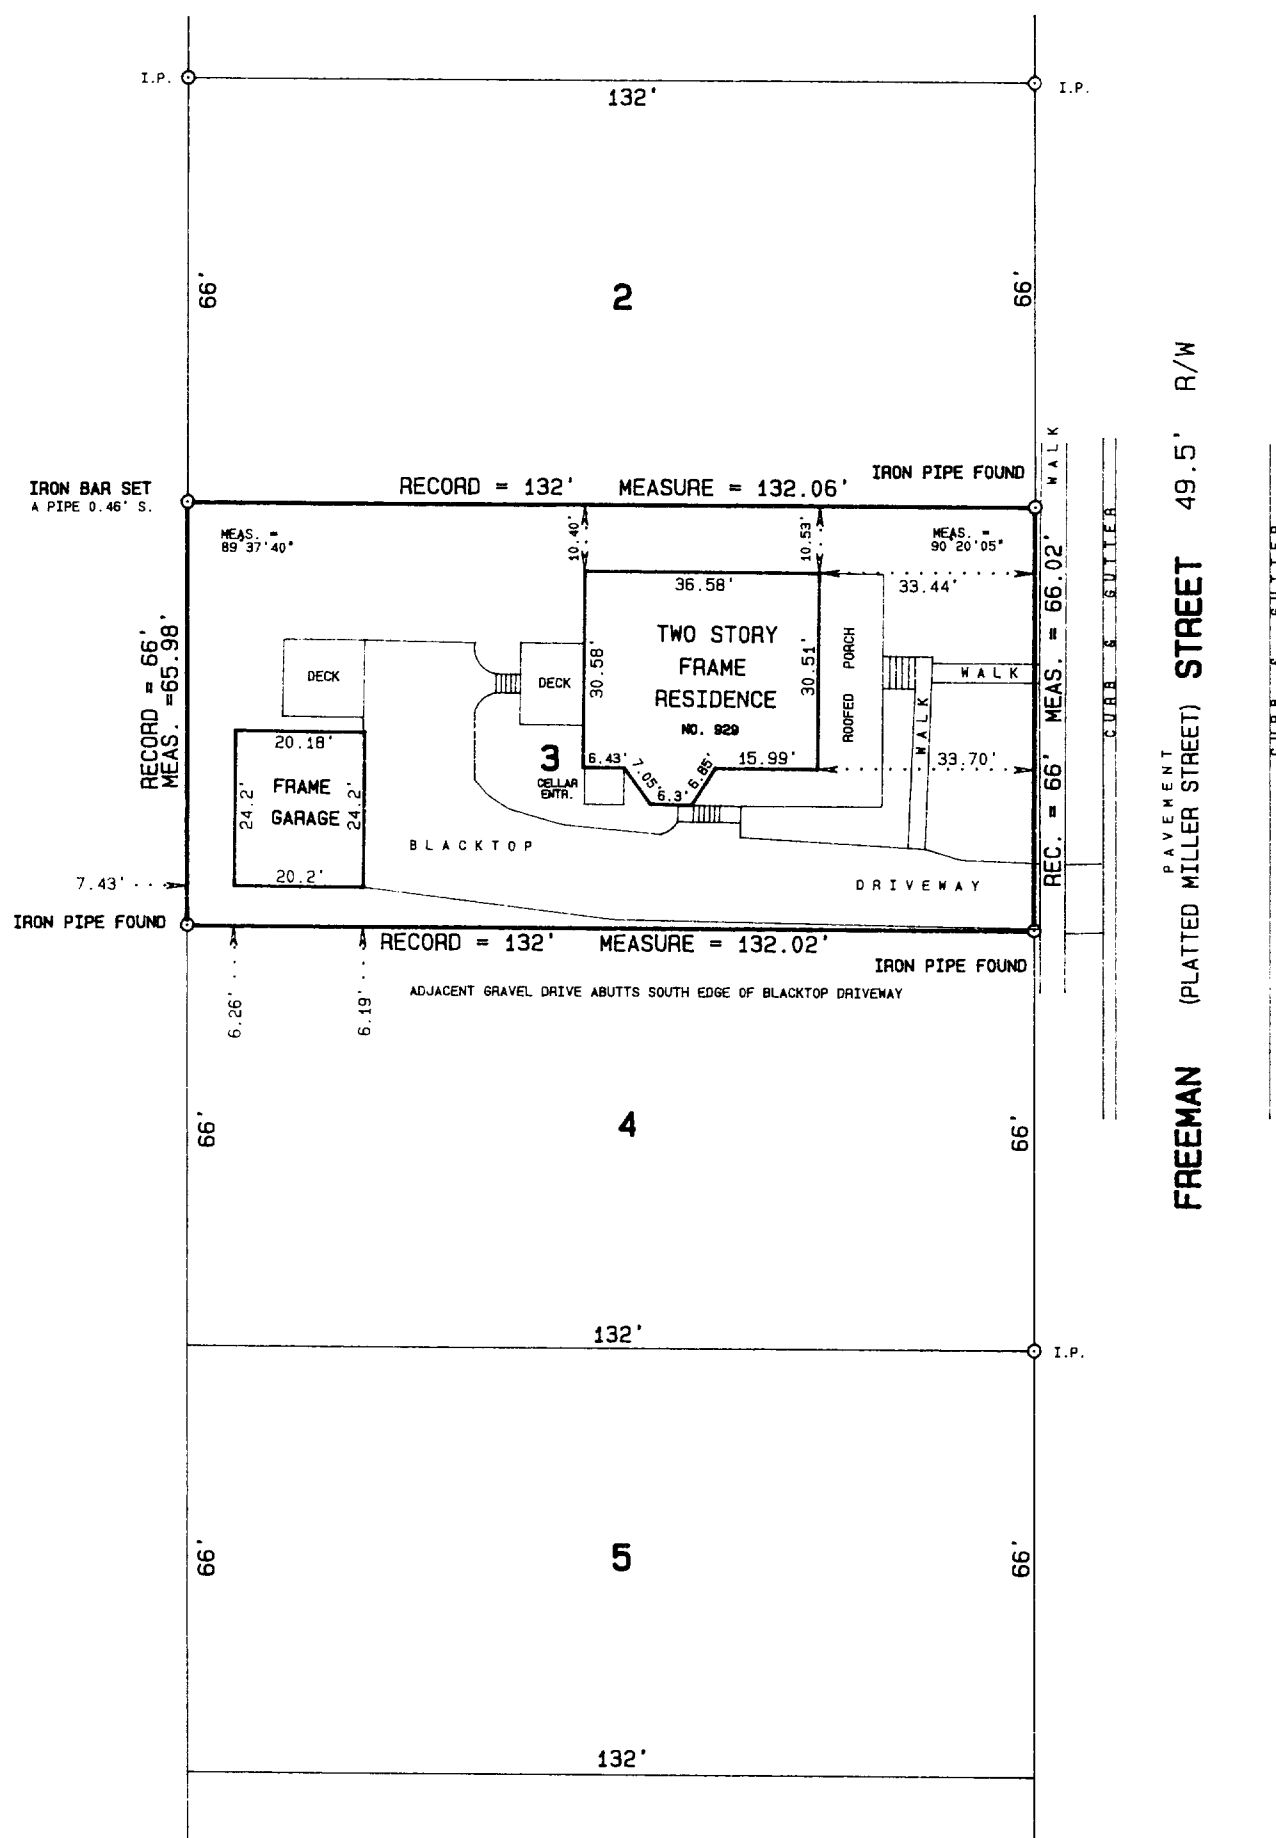 I.P.
I.P.
132'
66'
2
66'
IRON BAR SET
A PIPE 0.46' S.
RECORD = 132' MEASURE = 132.06'
IRON PIPE FOUND
WALK
MEAS. =
89°37'40"
10.40'
10.53'
MEAS. =
90°20'05"
36.58'
33.44'
RECORD = 66'
MEAS. =65.98'
DECK
DECK
30.58'
TWO STORY
FRAME
RESIDENCE
NO. 929
30.51'
ROOFED PORCH
WALK
WALK
REC. = 66' MEAS. = 66.02'
CURB & GUTTER
CURB & GUTTER
20.18'
FRAME
GARAGE
24.2'
24.2'
20.2'
3
CELLAR
ENTR.
6.43'
7.05'
6.3'
6.85'
15.99'
33.70'
BLACKTOP
DRIVEWAY
7.43'
IRON PIPE FOUND
RECORD = 132' MEASURE = 132.02'
IRON PIPE FOUND
ADJACENT GRAVEL DRIVE ABUTTS SOUTH EDGE OF BLACKTOP DRIVEWAY
6.26'
6.19'
PAVEMENT
FREEMAN (PLATTED MILLER STREET) STREET 49.5' R/W
66'
4
66'
132'
I.P.
66'
5
66'
132'